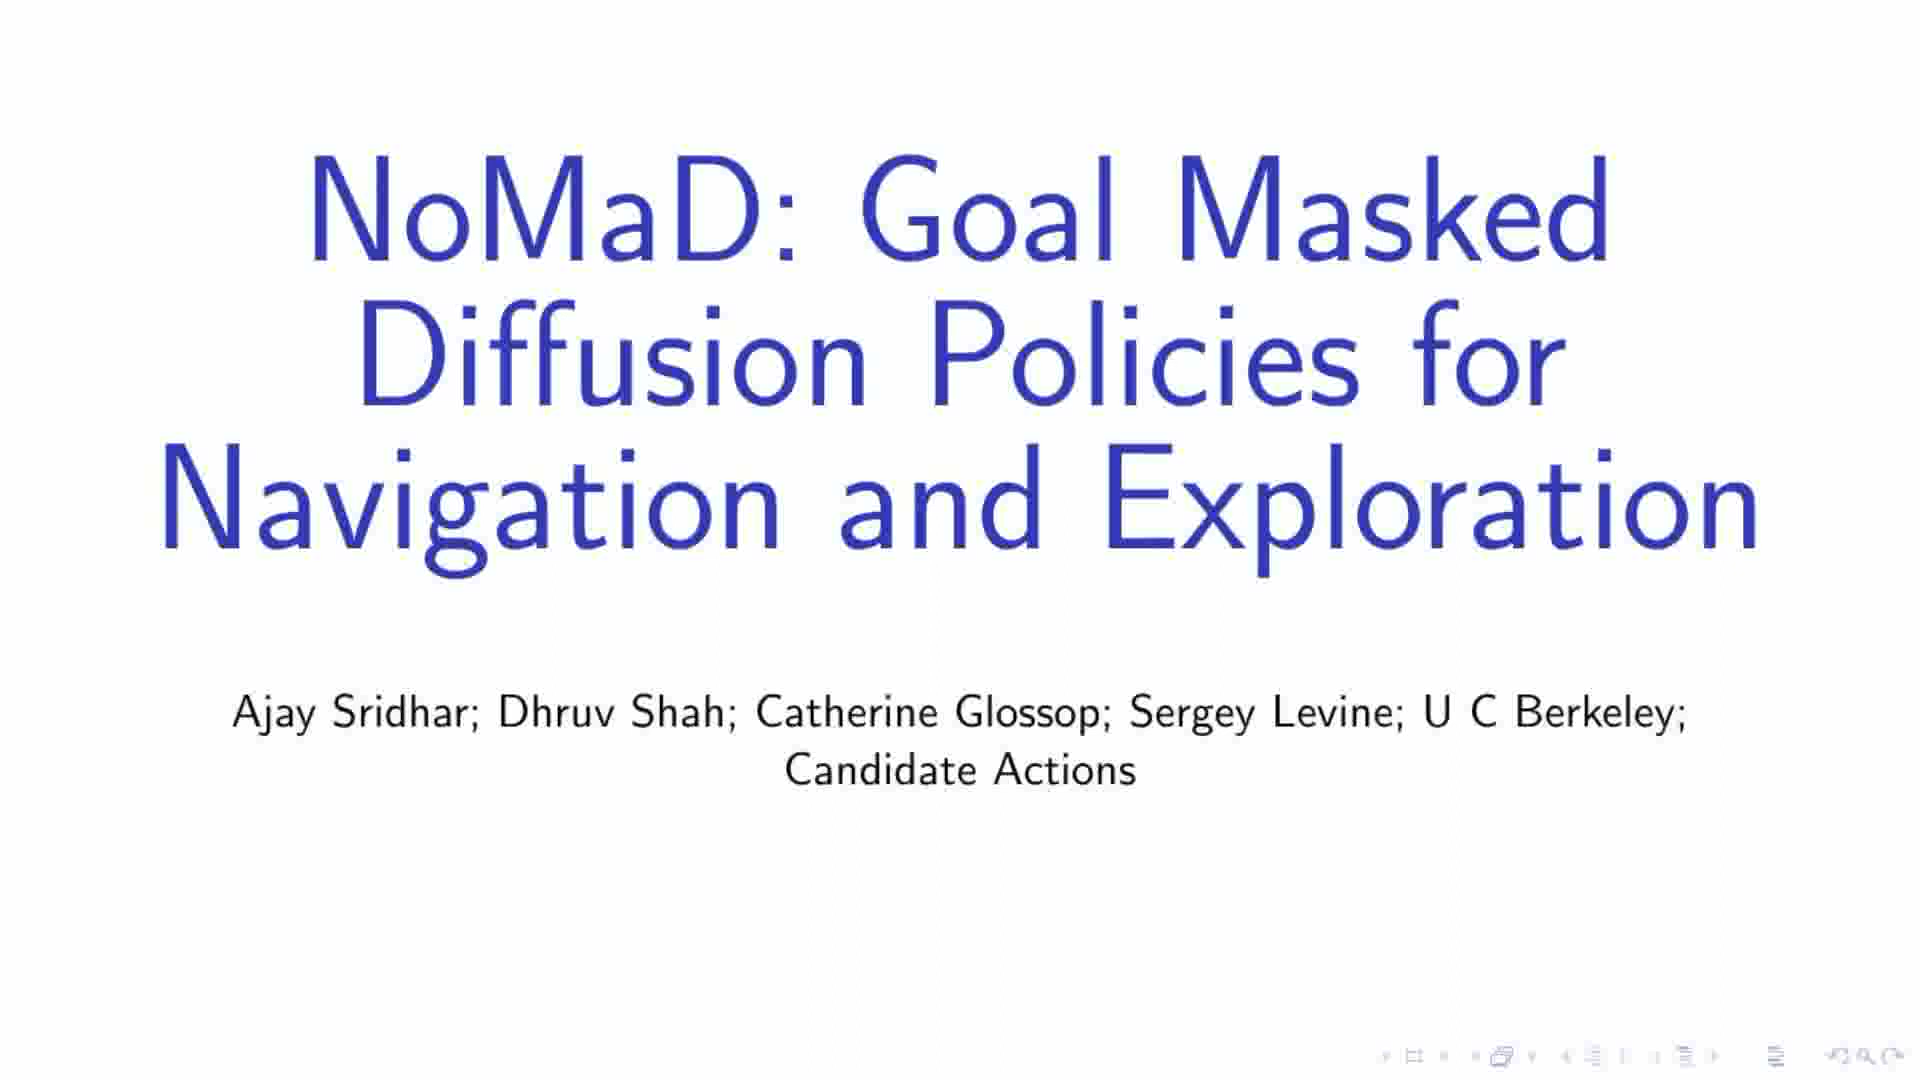 NoMaD: Goal Masked
Diffusion Policies for
Navigation and Exploration
Ajay Sridhar; Dhruv Shah; Catherine Glossop; Sergey Levine; U C Berkeley;
Candidate Actions